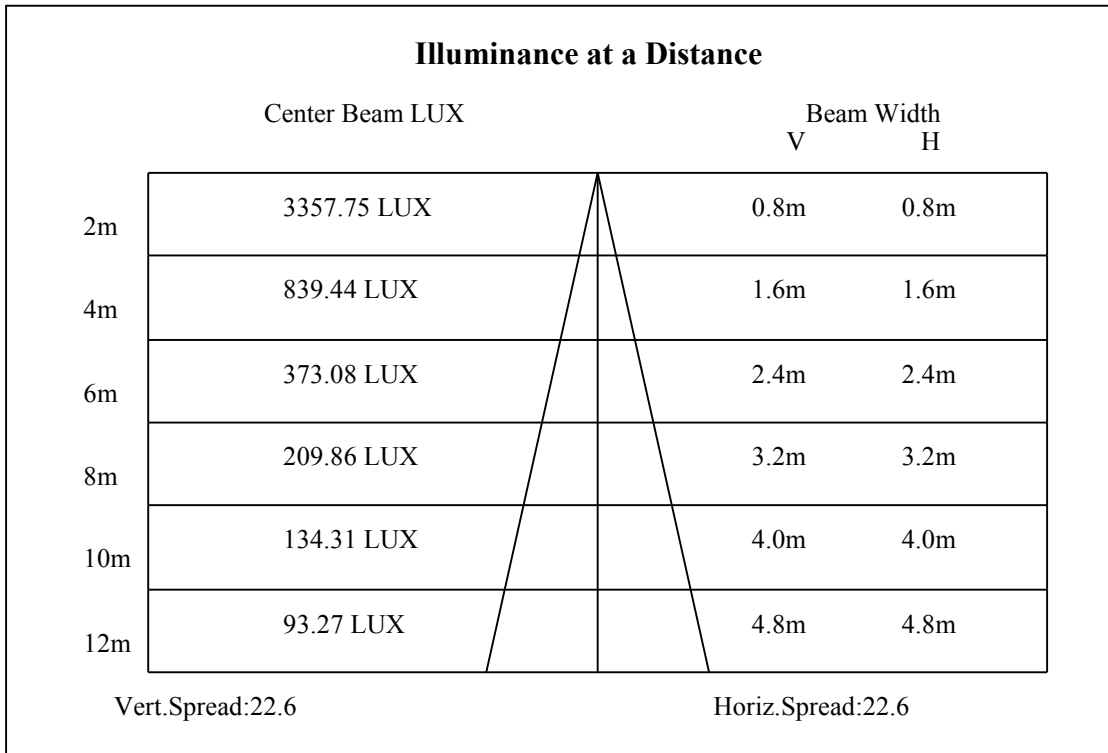 Illuminance at a Distance
Center Beam LUX Beam Width
V H
2m 3357.75 LUX 0.8m 0.8m
4m 839.44 LUX 1.6m 1.6m
6m 373.08 LUX 2.4m 2.4m
8m 209.86 LUX 3.2m 3.2m
10m 134.31 LUX 4.0m 4.0m
12m 93.27 LUX 4.8m 4.8m
Vert.Spread:22.6 Horiz.Spread:22.6